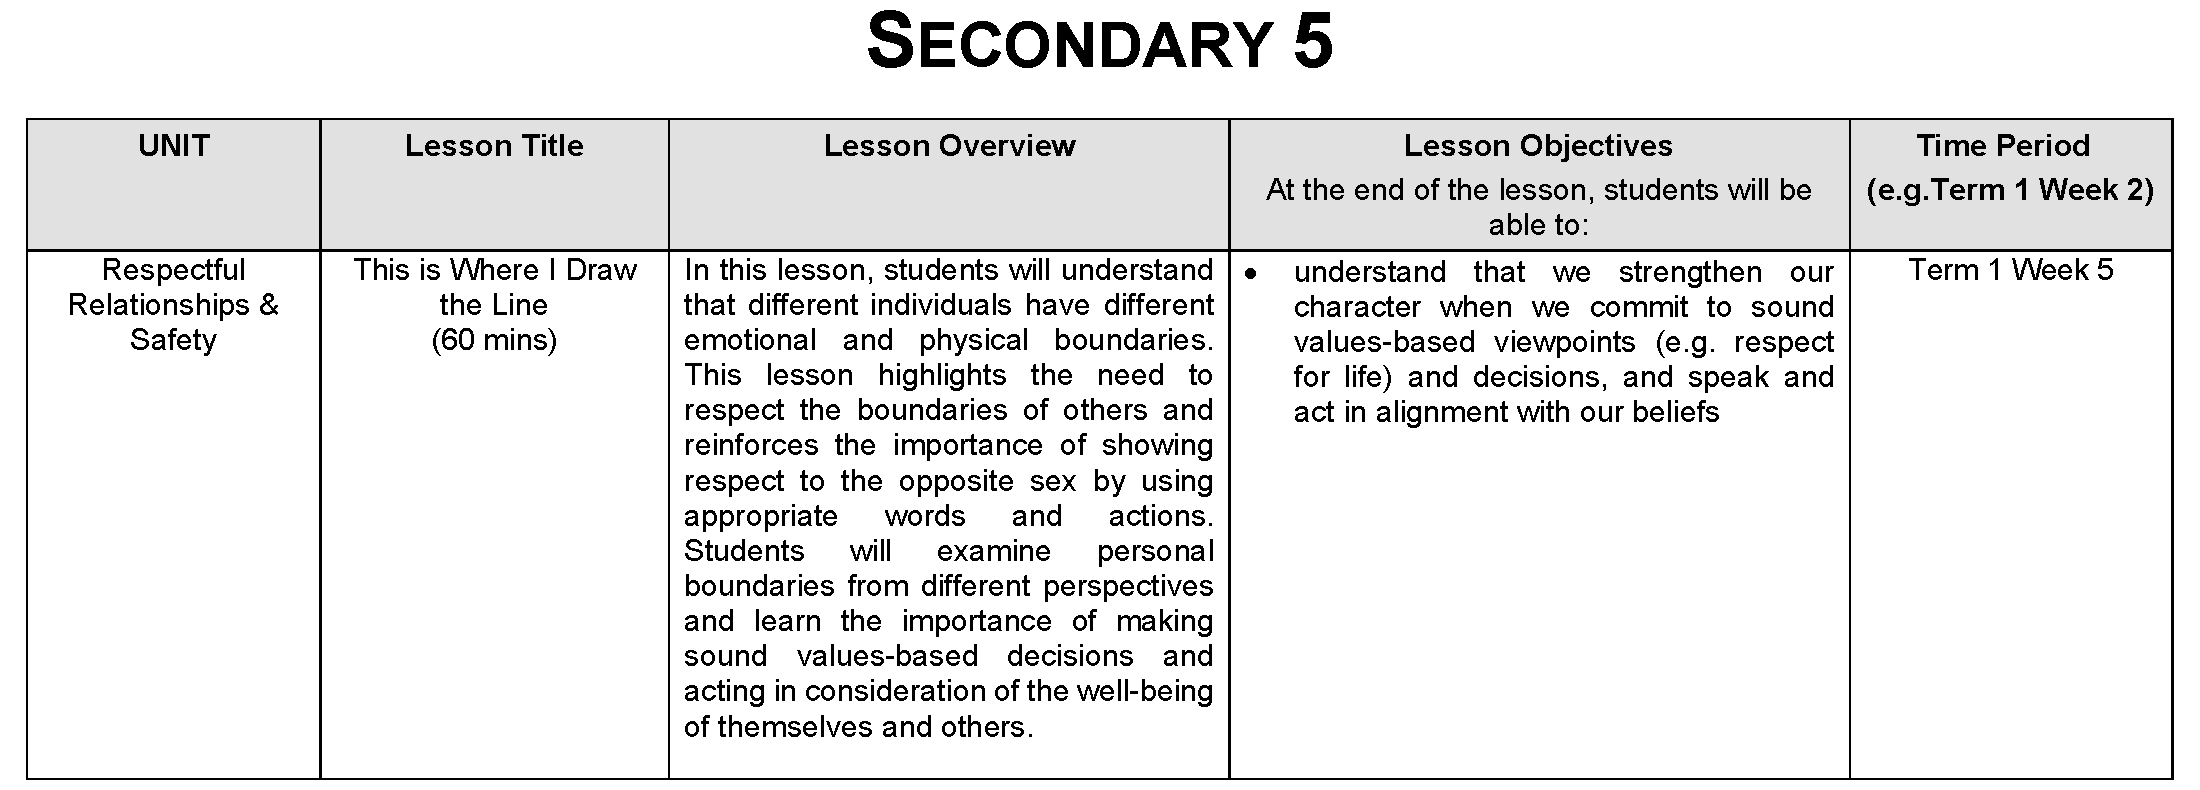 SECONDARY 5
UNIT
Lesson Title
Lesson Overview
Lesson Objectives
At the end of the lesson, students will be
able to:
Time Period
(e.g.Term 1 Week 2)
Respectful
Relationships &
Safety
This is Where I Draw
the Line
(60 mins)
In this lesson, students will understand
that different individuals have different
emotional and physical boundaries.
This lesson highlights the need to
respect the boundaries of others and
reinforces the importance of showing
respect to the opposite sex by using
appropriate words and actions.
Students will examine personal
boundaries from different perspectives
and learn the importance of making
sound values-based decisions and
acting in consideration of the well-being
of themselves and others.
• understand that we strengthen our
character when we commit to sound
values-based viewpoints (e.g. respect
for life) and decisions, and speak and
act in alignment with our beliefs
Term 1 Week 5